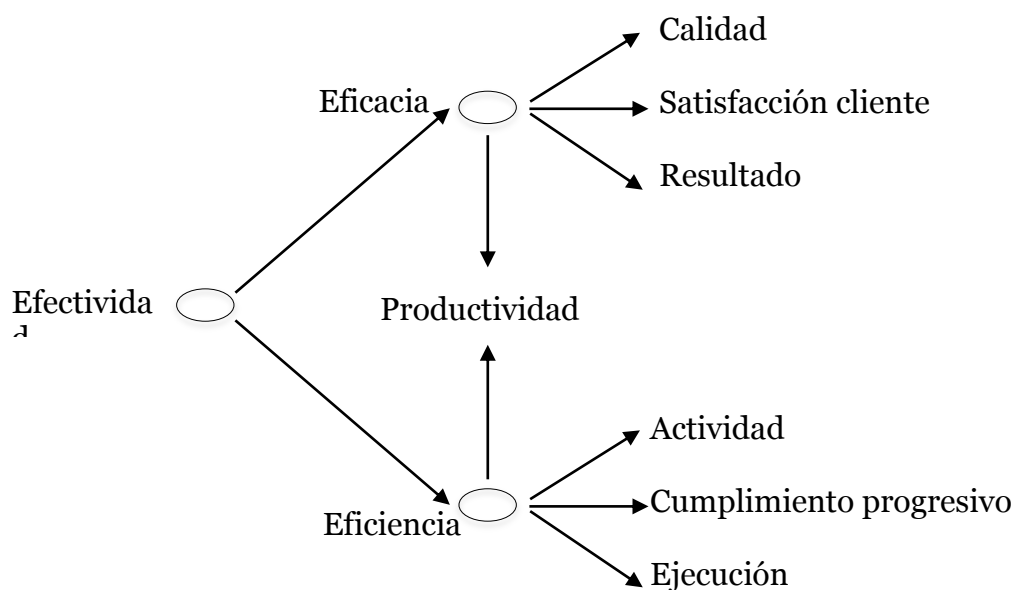 Calidad
Eficacia
Satisfacción cliente
Resultado
Efectivida
d
Productividad
Actividad
Cumplimiento progresivo
Eficiencia
Ejecución